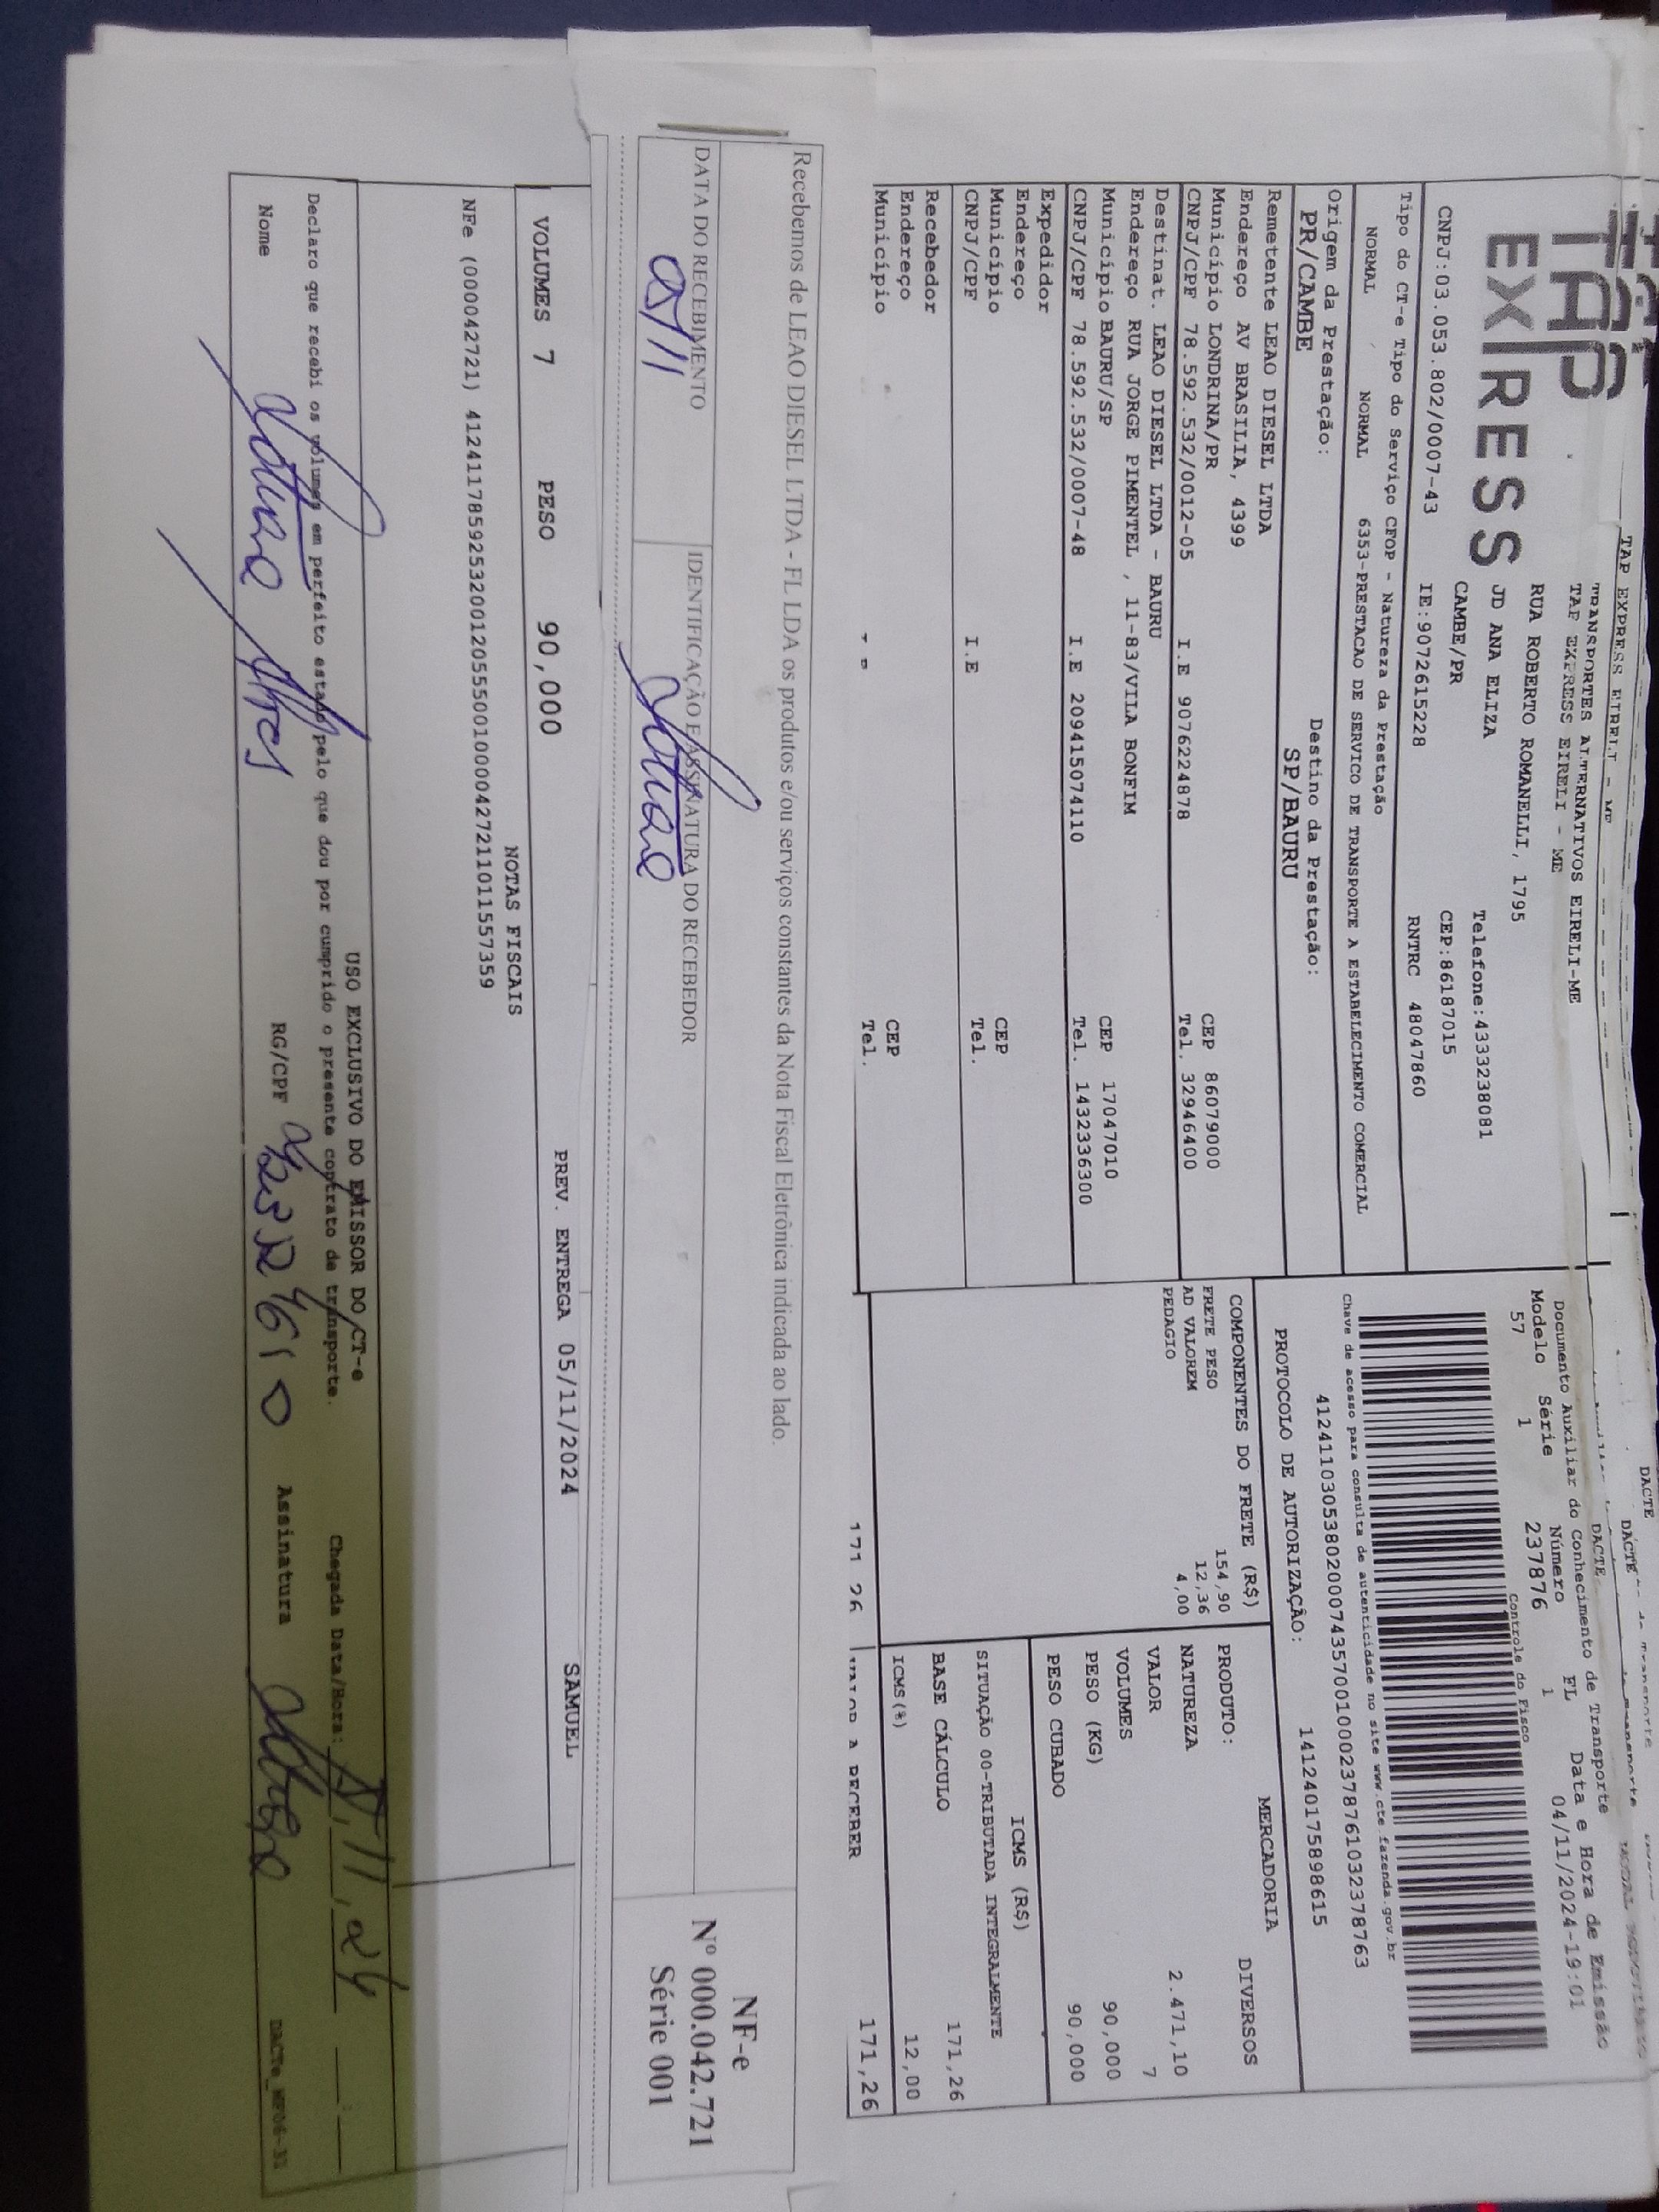 TAP
EXPRESS
TRANSPORTES ALTERNATIVOS EIRELI-ME
TAP EXPRESS EIRELI - ME
RUA ROBERTO ROMANELLI, 1795
JD ANA ELIZA
CAMBE/PR
Telefone:4333238081
CEP:86187015
CNPJ:03.053.802/0007-43
IE:9072615228
RNTRC 48047860
Tipo do CT-e Tipo do Serviço CFOP - Natureza da Prestação
NORMAL NORMAL 6353-PRESTACAO DE SERVICO DE TRANSPORTE A ESTABELECIMENTO COMERCIAL
Origem da Prestação: Destino da Prestação:
PR/CAMBE SP/BAURU
Remetente LEAO DIESEL LTDA
Endereço AV BRASILIA, 4399
Município LONDRINA/PR CEP 86079000
CNPJ/CPF 78.592.532/0012-05 I.E 9076224878 Tel. 32946400
Destinat. LEAO DIESEL LTDA - BAURU
Endereço RUA JORGE PIMENTEL , 11-83/VILA BONFIM
Município BAURU/SP CEP 17047010
CNPJ/CPF 78.592.532/0007-48 I.E 209415074110 Tel. 1432336300
Expedidor
Endereço
Município CEP
CNPJ/CPF I.E Tel.
Recebedor
Endereço CEP
Município Tel.
DACTE
Documento Auxiliar do Conhecimento de Transporte
Modelo Série Número FL Data e Hora de Emissão
57 1 237876 1 04/11/2024-19:01
Controle do Fisco
Chave de acesso para consulta de autenticidade no site www.cte.fazenda.gov.br
41241103053802000743570010002378761032378763
PROTOCOLO DE AUTORIZAÇÃO: 141240175898615
COMPONENTES DO FRETE (R$)
FRETE PESO 154,90
AD VALOREM 12,36
PEDAGIO 4,00
171 26
MERCADORIA
PRODUTO: DIVERSOS
NATUREZA
VALOR 2.471,10
VOLUMES 7
PESO (KG) 90,000
PESO CUBADO 90,000
ICMS (R$)
SITUAÇÃO 00-TRIBUTADA INTEGRALMENTE
BASE CÁLCULO 171,26
ICMS(%) 12,00
VALOR A RECEBER 171,26
Recebemos de LEAO DIESEL LTDA - FL LDA os produtos e/ou serviços constantes da Nota Fiscal Eletrônica indicada ao lado.
DATA DO RECEBIMENTO IDENTIFICAÇÃO E ASSINATURA DO RECEBEDOR
05/11
NF-e
Nº 000.042.721
Série 001
VOLUMES 7 PESO 90,000 PREV. ENTREGA 05/11/2024 SAMUEL
NOTAS FISCAIS
NFe (000042721) 41241178592532001205550010000427211011557359
USO EXCLUSIVO DO EMISSOR DO CT-e
Declaro que recebi os volumes em perfeito estado pelo que dou por cumprido o presente contrato de transporte. Chegada Data/Hora:
Nome RG/CPF Assinatura